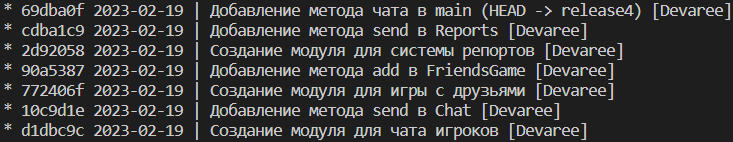 * 69dba0f 2023-02-19 | Добавление метода чата в main (HEAD -> release4) [Devaree]
* cdba1c9 2023-02-19 | Добавление метода send в Reports [Devaree]
* 2d92058 2023-02-19 | Создание модуля для системы репортов [Devaree]
* 90a5387 2023-02-19 | Добавление метода add в FriendsGame [Devaree]
* 772406f 2023-02-19 | Создание модуля для игры с друзьями [Devaree]
* 10c9d1e 2023-02-19 | Добавление метода send в Chat [Devaree]
* d1dbc9c 2023-02-19 | Создание модуля для чата игроков [Devaree]